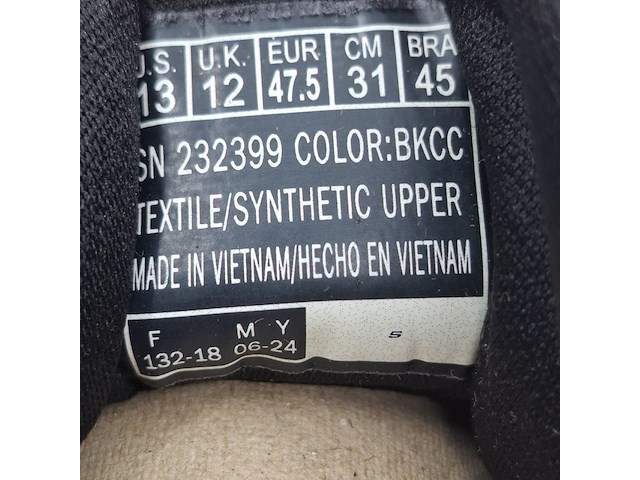 U.S. U.K. EUR CM BRA
13 12 47.5 31 45
SN 232399 COLOR:BKCC
TEXTILE/SYNTHETIC UPPER
MADE IN VIETNAM/HECHO EN VIETNAM
F M Y
132-18 06-24
5